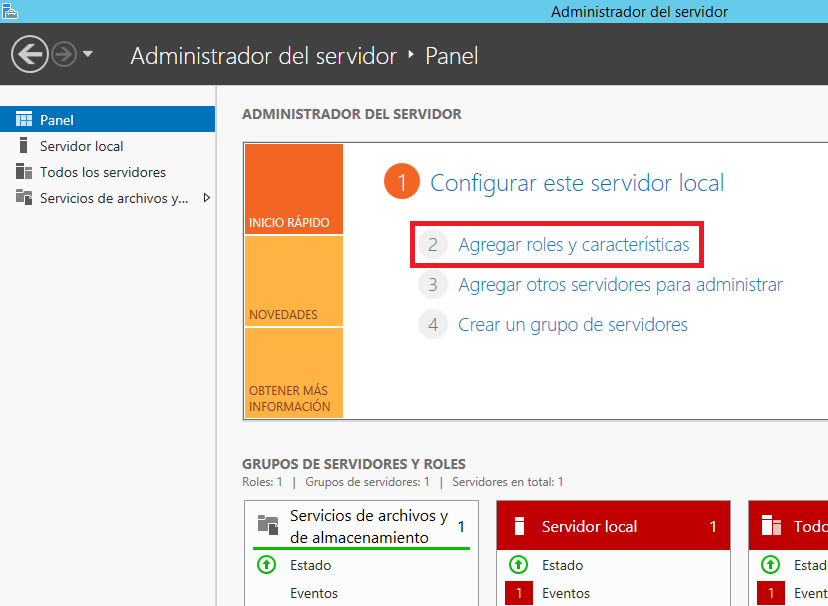 Administrador del servidor
Administrador del servidor ‣ Panel
Panel
Servidor local
Todos los servidores
Servicios de archivos y...
ADMINISTRADOR DEL SERVIDOR
INICIO RÁPIDO
NOVEDADES
OBTENER MÁS
INFORMACIÓN
1 Configurar este servidor local
2 Agregar roles y características
3 Agregar otros servidores para administrar
4 Crear un grupo de servidores
GRUPOS DE SERVIDORES Y ROLES
Roles: 1 | Grupos de servidores: 1 | Servidores en total: 1
Servicios de archivos y
de almacenamiento
1
Estado
Eventos
Servidor local 1
Estado
1 Eventos
Todo
Estad
1 Event